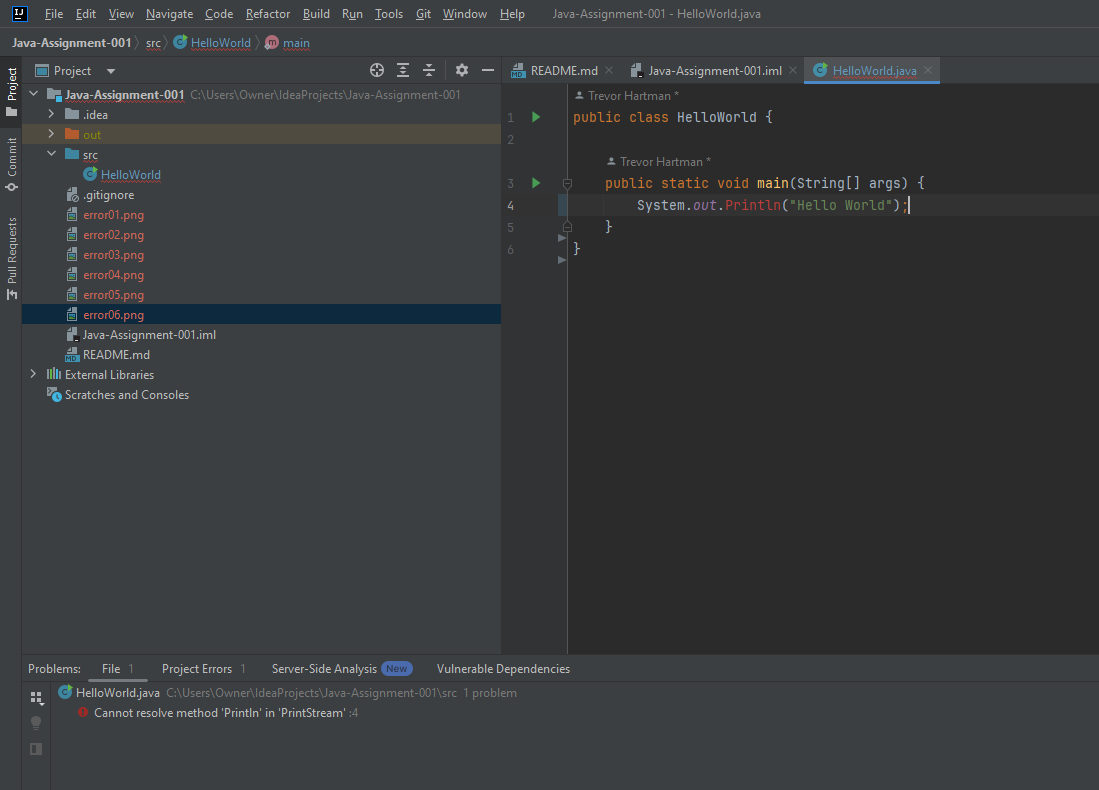 IJ File Edit View Navigate Code Refactor Build Run Tools Git Window Help Java-Assignment-001 - HelloWorld.java
Java-Assignment-001 src HelloWorld m main
Project
Commit
Pull Requests
Project
Java-Assignment-001 C:\Users\Owner\IdeaProjects\Java-Assignment-001
.idea
out
src
HelloWorld
.gitignore
error01.png
error02.png
error03.png
error04.png
error05.png
error06.png
Java-Assignment-001.iml
README.md
External Libraries
Scratches and Consoles
README.md Java-Assignment-001.iml HelloWorld.java
Trevor Hartman *
1 public class HelloWorld {
2
Trevor Hartman *
3 public static void main(String[] args) {
4 System.out.Println("Hello World");
5 }
6 }
Problems: File 1 Project Errors 1 Server-Side Analysis New Vulnerable Dependencies
HelloWorld.java C:\Users\Owner\IdeaProjects\Java-Assignment-001\src 1 problem
Cannot resolve method 'Println' in 'PrintStream' :4